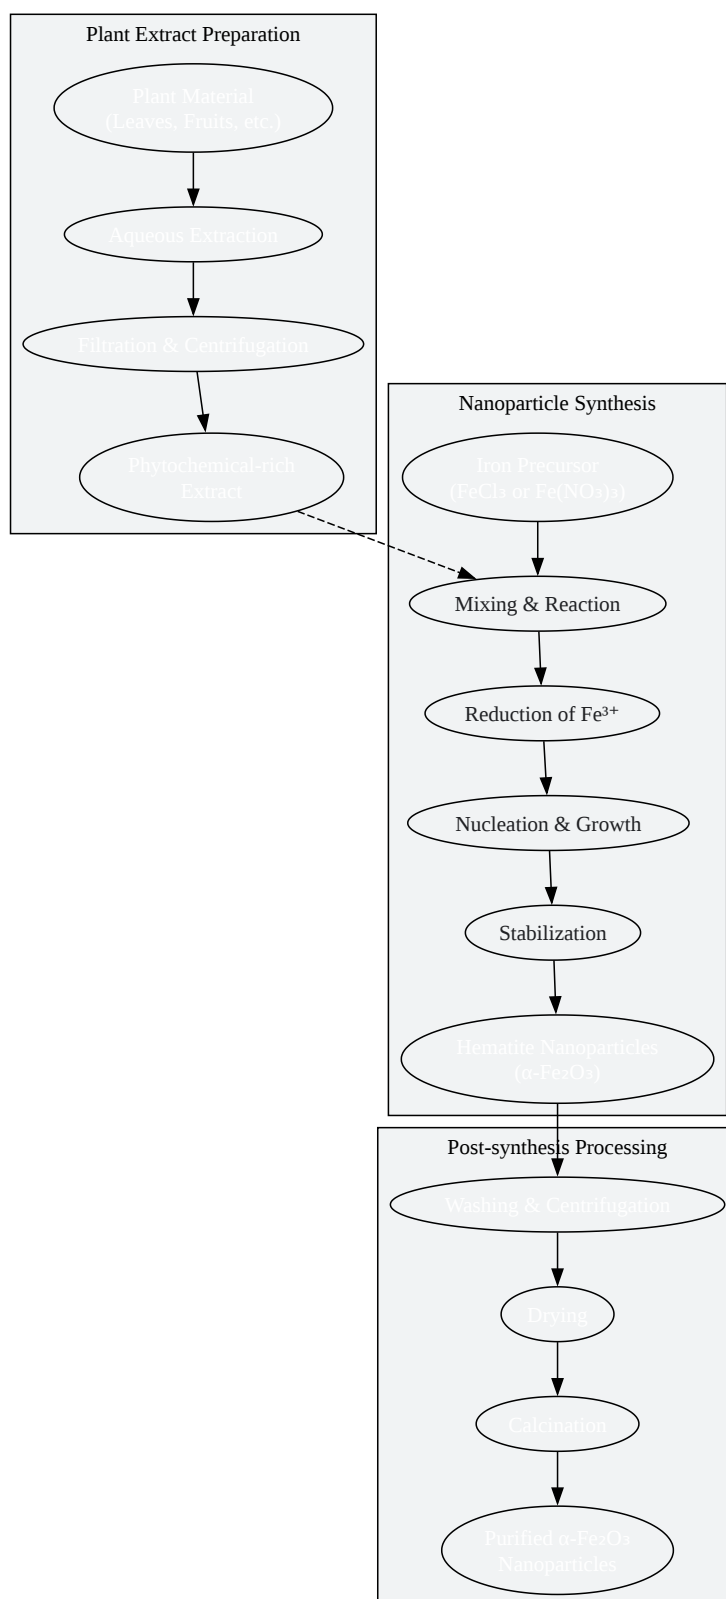 Plant Extract Preparation
Plant Material
(Leaves, Fruits, etc.)
Aqueous Extraction
Filtration & Centrifugation
Phytochemical-rich
Extract
Nanoparticle Synthesis
Iron Precursor
(FeCl₃ or Fe(NO₃)₃)
Mixing & Reaction
Reduction of Fe³⁺
Nucleation & Growth
Stabilization
Hematite Nanoparticles
(α-Fe₂O₃)
Post-synthesis Processing
Washing & Centrifugation
Drying
Calcination
Purified α-Fe₂O₃
Nanoparticles